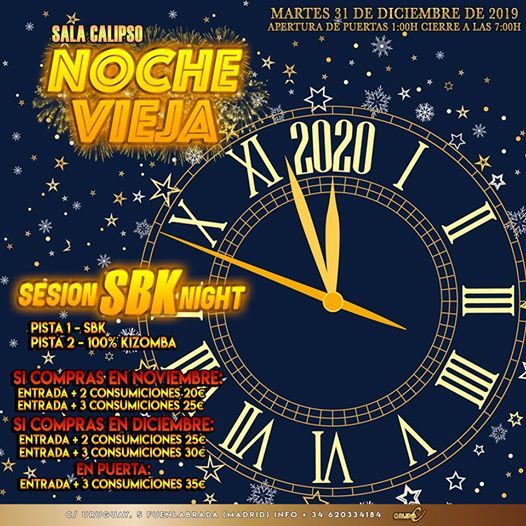 MARTES 31 DE DICIEMBRE DE 2019
APERTURA DE PUERTAS 1:00H CIERRE A LAS 7:00H
SALA CALIPSO
NOCHE
VIEJA
2020
I
II
III
IIII
V
VI
VII
VIII
IX
X
XI
SESION SBK NIGHT
PISTA 1 - SBK
PISTA 2 - 100% KIZOMBA
SI COMPRAS EN NOVIEMBRE:
ENTRADA + 2 CONSUMICIONES 20€
ENTRADA + 3 CONSUMICIONES 25€
SI COMPRAS EN DICIEMBRE:
ENTRADA + 2 CONSUMICIONES 25€
ENTRADA + 3 CONSUMICIONES 30€
EN PUERTA:
ENTRADA + 3 CONSUMICIONES 35€
C/ URUGUAY, 5 FUENLABRADA (MADRID) INFO + 34 620334184